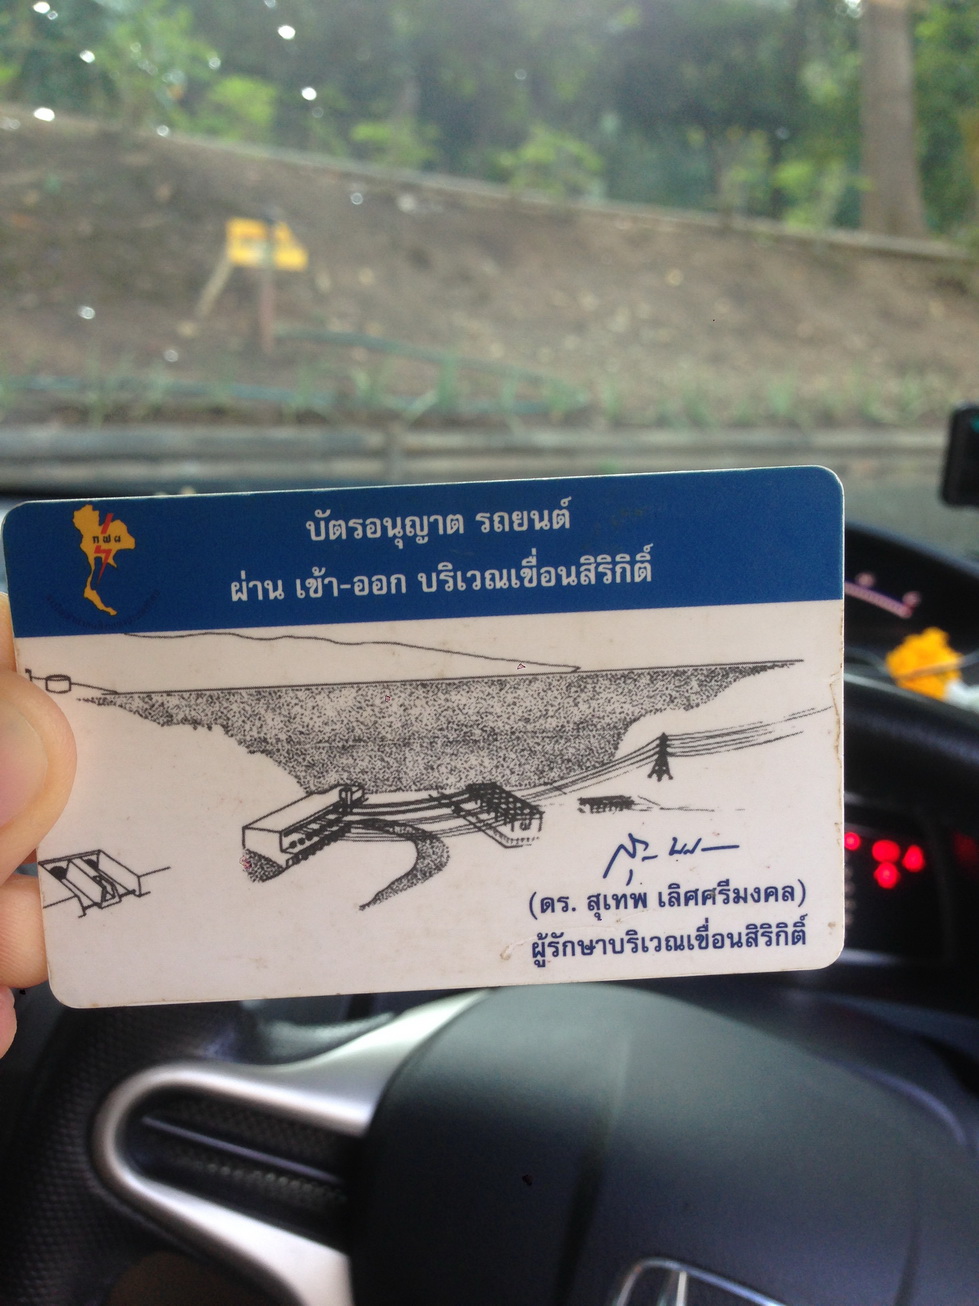 บัตรอนุญาต รถยนต์
ผ่าน เข้า-ออก บริเวณเขื่อนสิริกิติ์
กฟผ
(ดร. สุเทพ เลิศศรีมงคล)
ผู้รักษาบริเวณเขื่อนสิริกิติ์